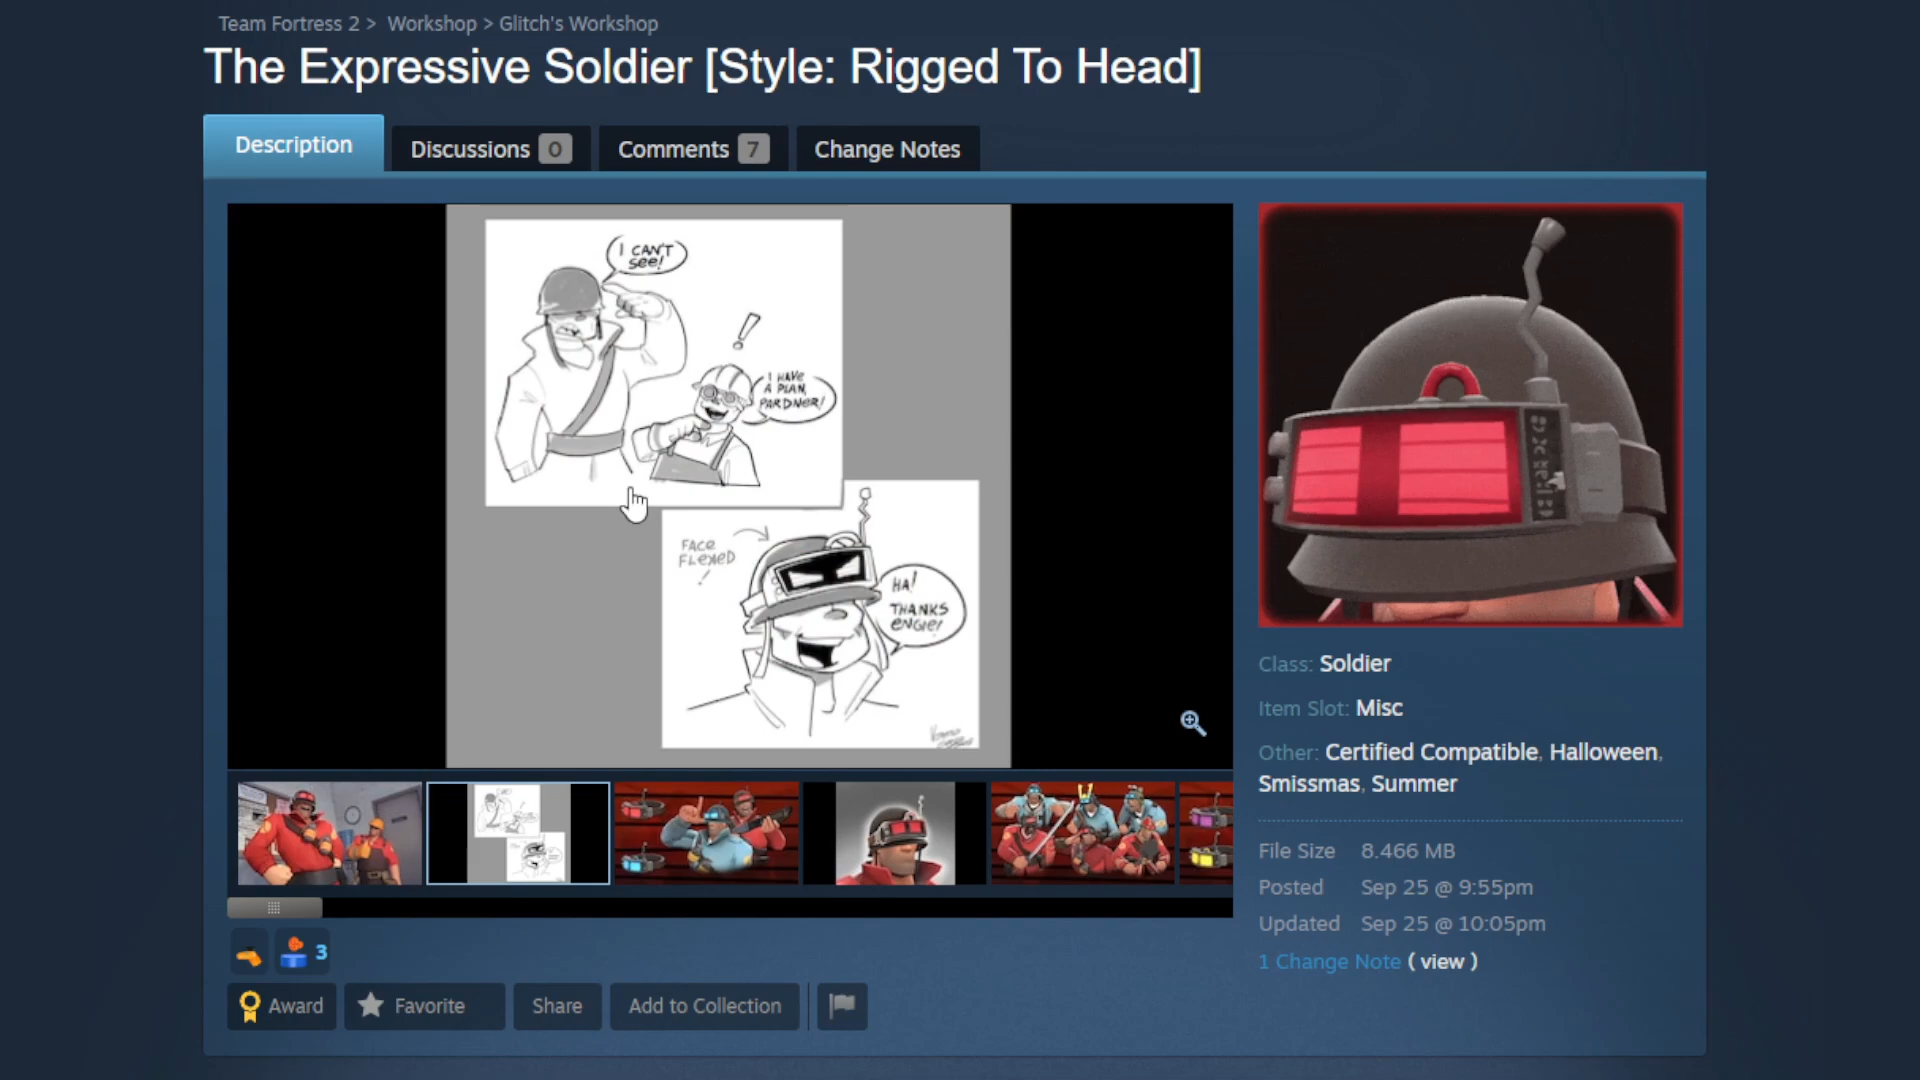 Team Fortress 2 > Workshop > Glitch's Workshop
The Expressive Soldier [Style: Rigged To Head]
Description
Discussions 0
Comments 7
Change Notes
I CAN'T
SEE!
!
I HAVE
A PLAN,
PARDNER!
FACE
FLEXED
!
HA!
THANKS
ENGIE!
Class: Soldier
Item Slot: Misc
Other: Certified Compatible, Halloween,
Smissmas, Summer
File Size 8.466 MB
Posted Sep 25 @ 9:55pm
Updated Sep 25 @ 10:05pm
1 Change Note ( view )
3
Award
Favorite
Share
Add to Collection